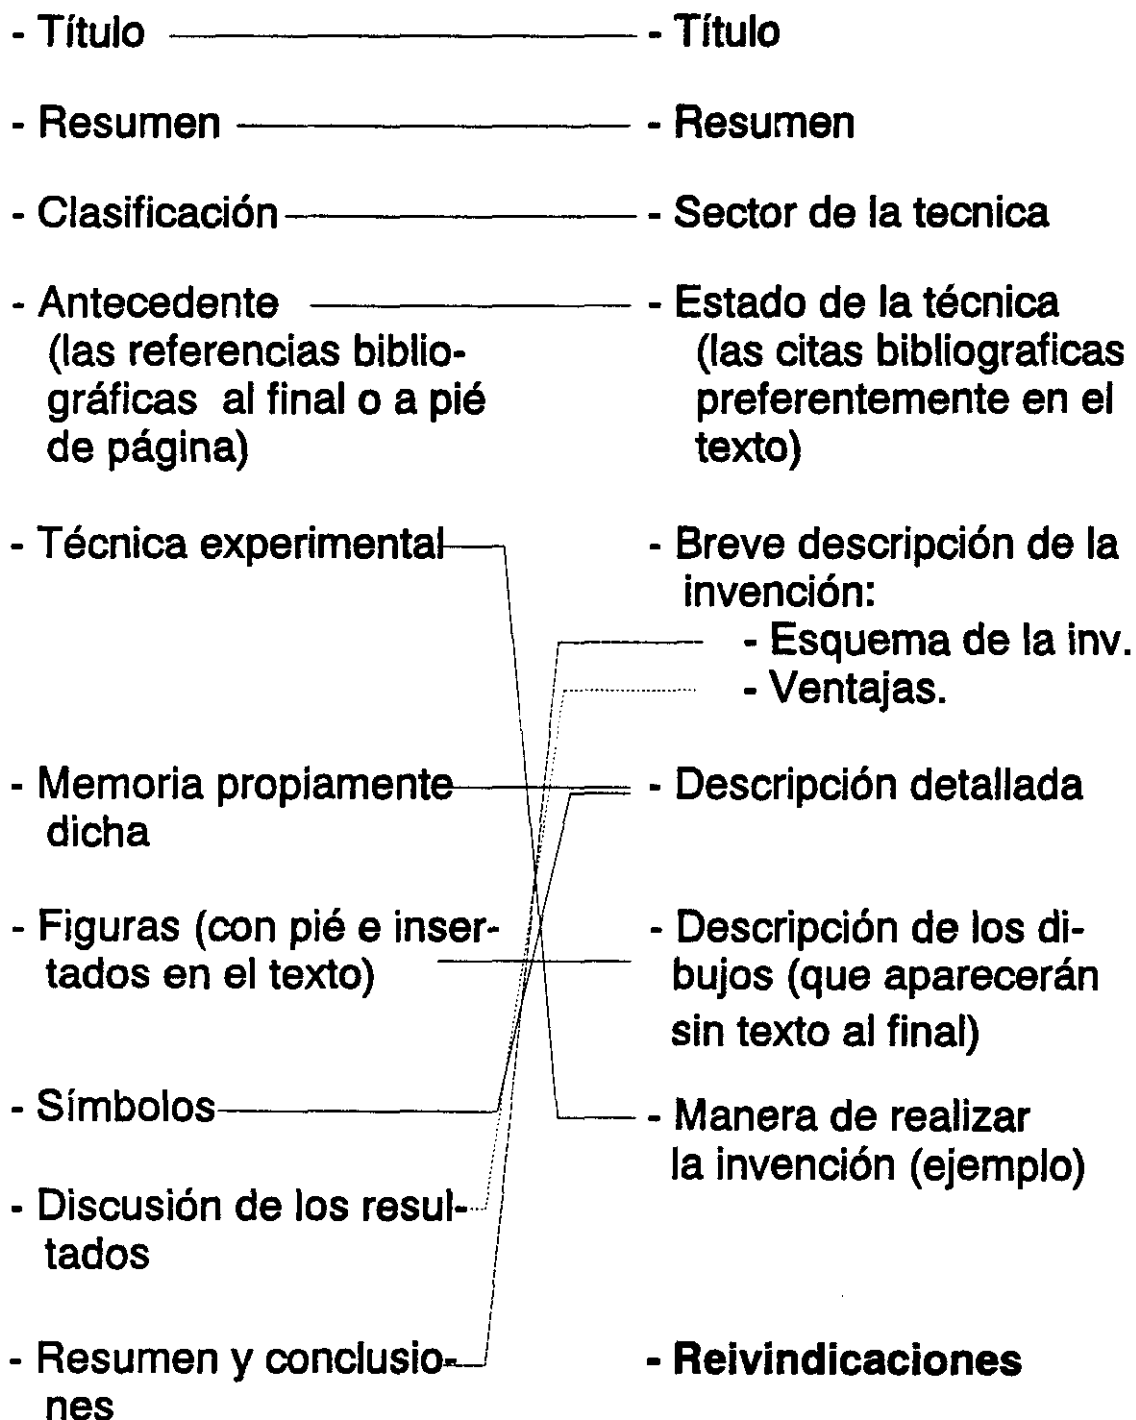 - Título
- Resumen
- Clasificación
- Antecedente
(las referencias biblio-
gráficas al final o a pié
de página)
- Técnica experimental
- Memoria propiamente
dicha
- Figuras (con pié e inser-
tados en el texto)
- Símbolos
- Discusión de los resul-
tados
- Resumen y conclusio-
nes
- Título
- Resumen
- Sector de la tecnica
- Estado de la técnica
(las citas bibliograficas
preferentemente en el
texto)
- Breve descripción de la
invención:
- Esquema de la inv.
- Ventajas.
- Descripción detallada
- Descripción de los di-
bujos (que aparecerán
sin texto al final)
- Manera de realizar
la invención (ejemplo)
- Reivindicaciones